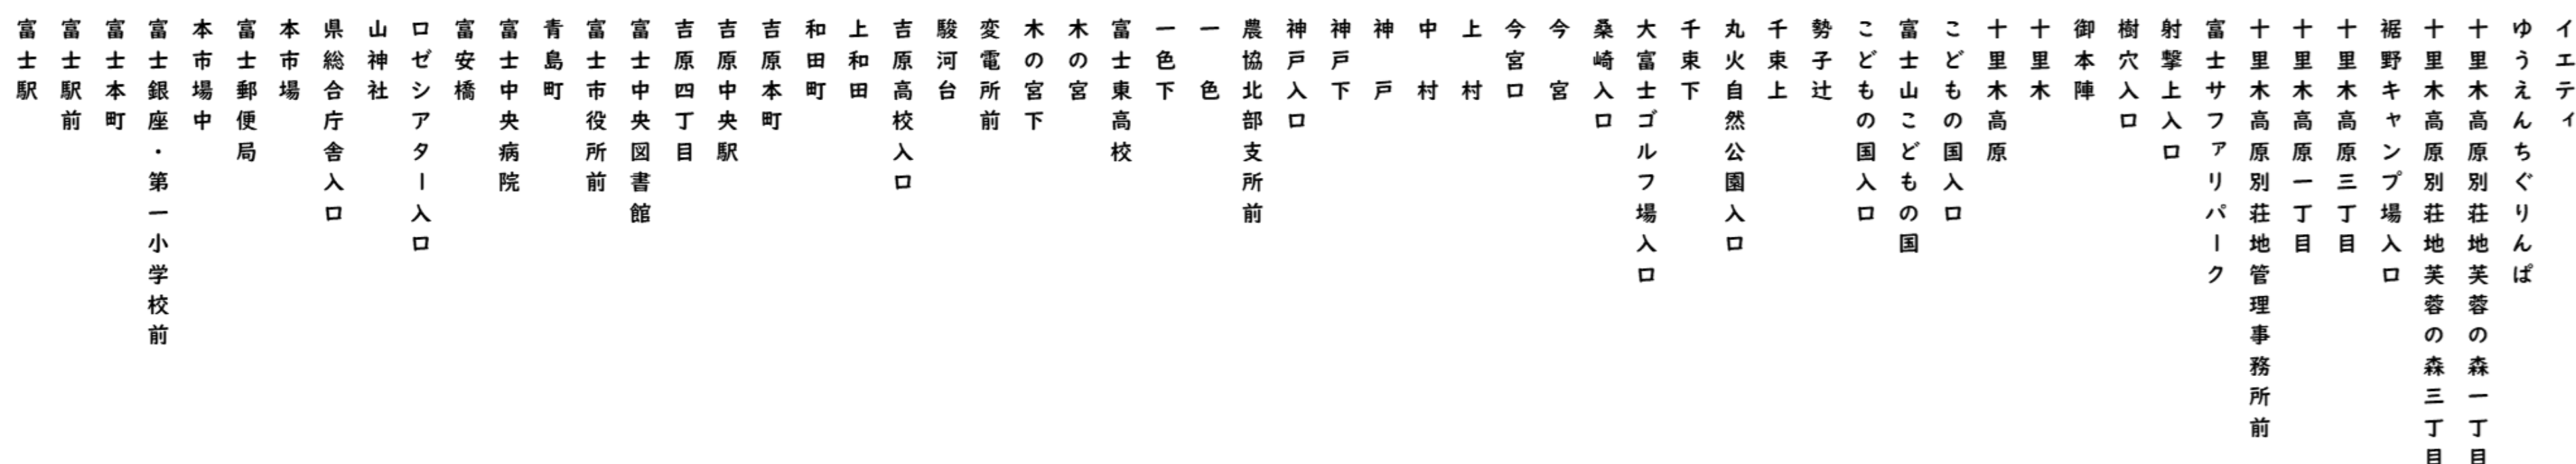 富士駅
富士駅前
富士本町
富士銀座・第一小学校前
本市場中
富士郵便局
本市場
県総合庁舎入口
山神社
ロゼシアター入口
富安橋
富士中央病院
青島町
富士市役所前
富士中央図書館
吉原四丁目
吉原中央駅
吉原本町
和田町
上和田
吉原高校入口
駿河台
変電所前
木の宮下
木の宮
富士東高校
一色下
一色
農協北部支所前
神戸入口
神戸下
神戸
中村
上村
今宮口
今宮
桑崎入口
大富士ゴルフ場入口
千束下
丸火自然公園入口
千束上
勢子辻
こどもの国入口
富士山こどもの国
こどもの国入口
十里木高原
十里木
御本陣
樹穴入口
射撃上入口
富士サファリパーク
十里木高原別荘地管理事務所前
十里木高原一丁目
十里木高原三丁目
裾野キャンプ場入口
十里木高原別荘地芙蓉の森三丁目
十里木高原別荘地芙蓉の森一丁目
ゆうえんちぐりんぱ
イエティ